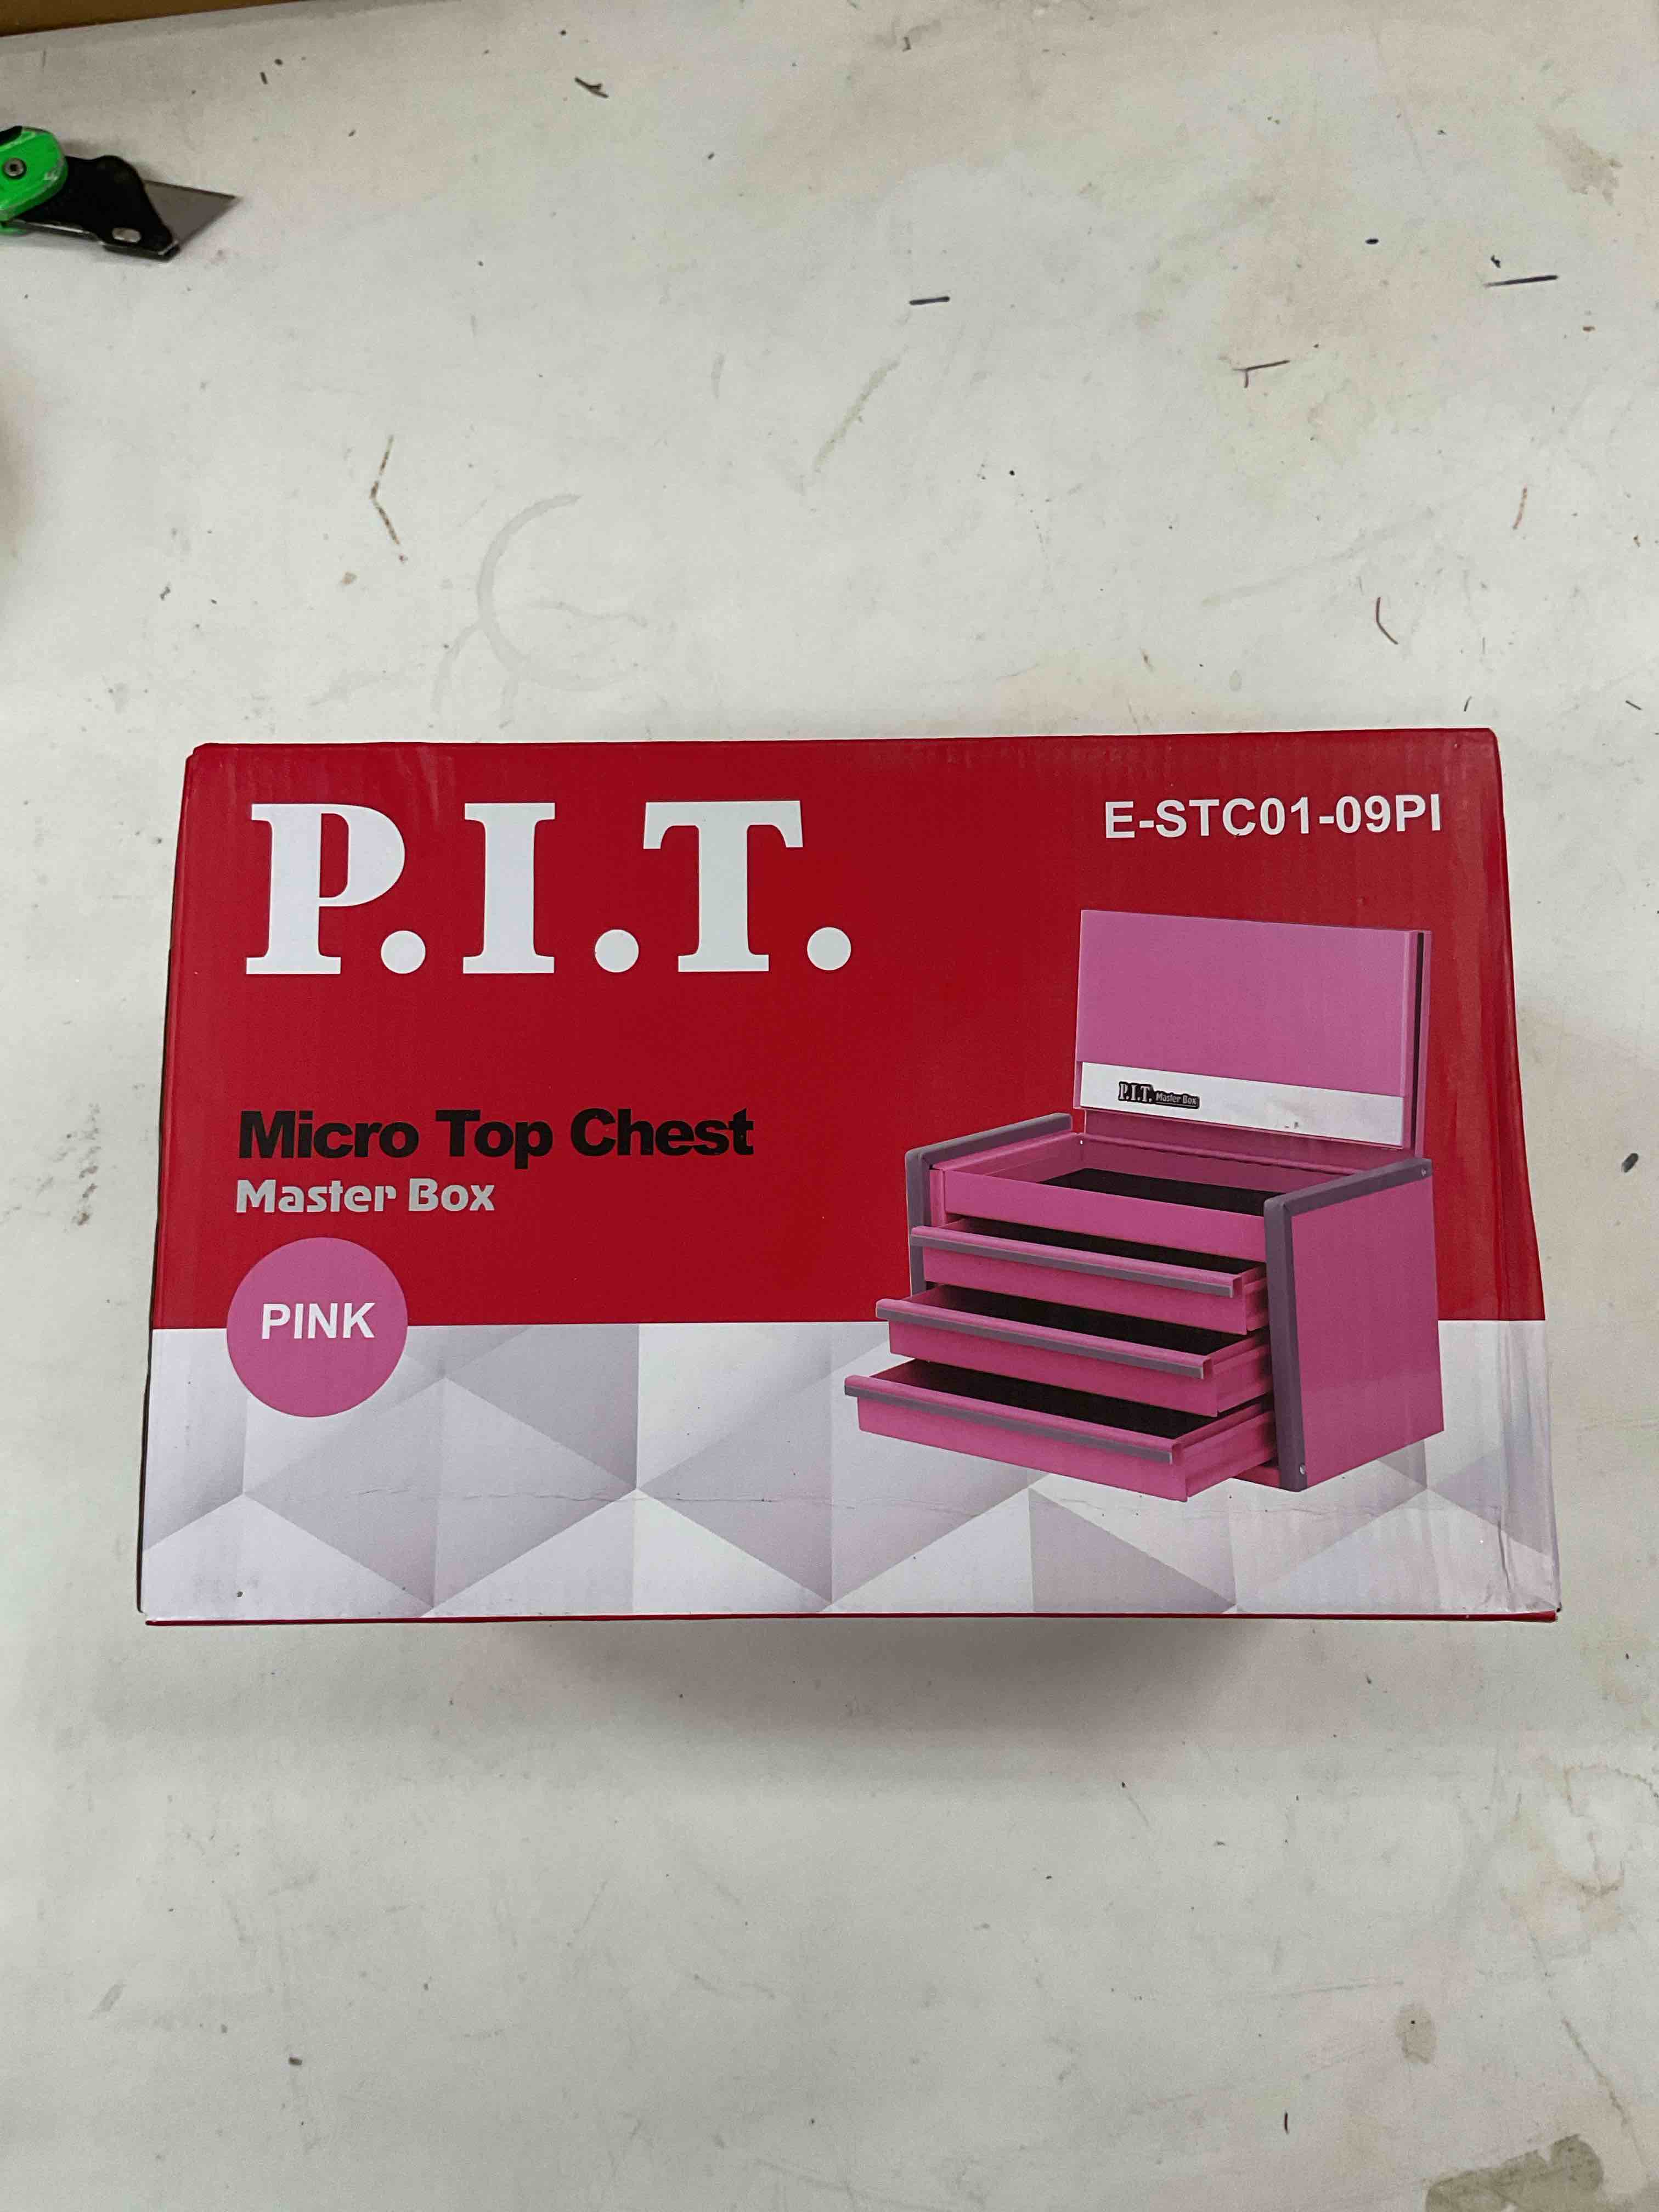 P.I.T.
E-STC01-09PI
P.I.T. Master Box
Micro Top Chest
Master Box
PINK